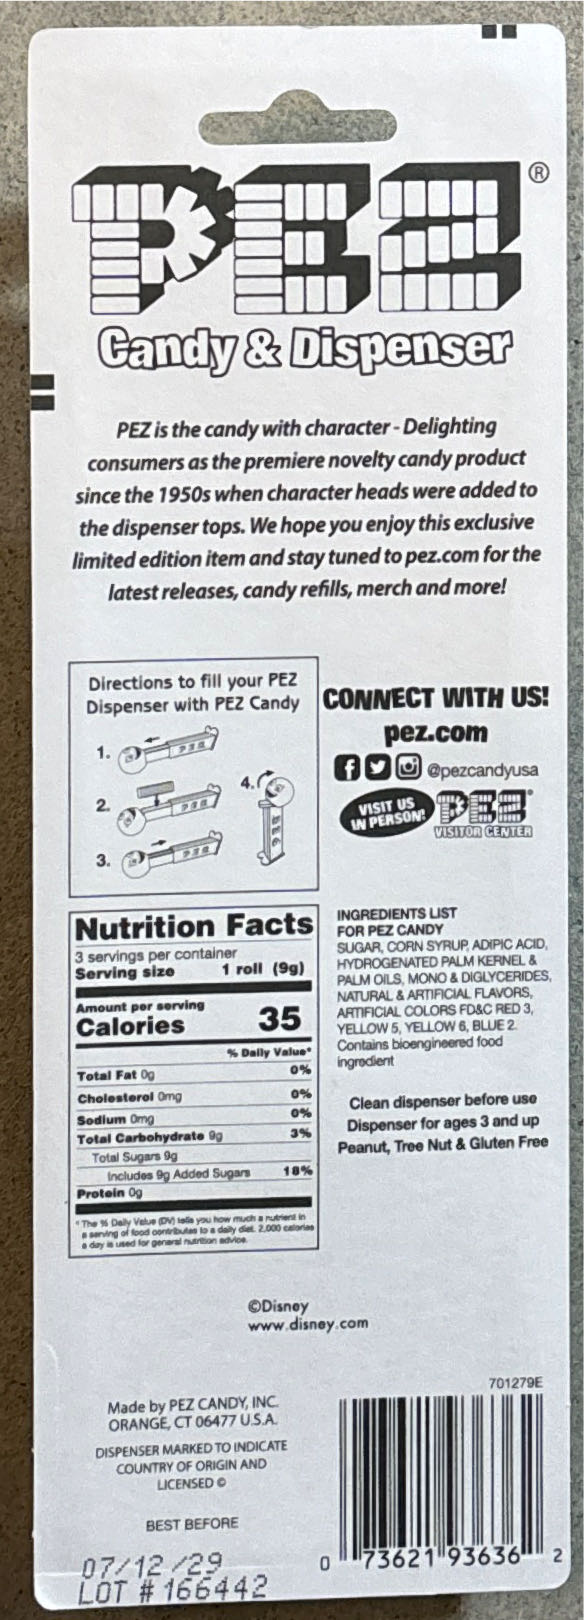 PEZ®
Candy & Dispenser
PEZ is the candy with character - Delighting
consumers as the premiere novelty candy product
since the 1950s when character heads were added to
the dispenser tops. We hope you enjoy this exclusive
limited edition item and stay tuned to pez.com for the
latest releases, candy refills, merch and more!
Directions to fill your PEZ
Dispenser with PEZ Candy
1.
PEZ
2.
PEZ
3.
PEZ
4.
PEZ
CONNECT WITH US!
pez.com
@pezcandyusa
VISIT US
IN PERSON!
PEZ®
VISITOR CENTER
Nutrition Facts
3 servings per container
Serving size 1 roll (9g)
Amount per serving
Calories 35
% Daily Value*
Total Fat 0g 0%
Cholesterol 0mg 0%
Sodium 0mg 0%
Total Carbohydrate 9g 3%
Total Sugars 9g
Includes 9g Added Sugars 18%
Protein 0g
* The % Daily Value (DV) tells you how much a nutrient in
a serving of food contributes to a daily diet. 2,000 calories
a day is used for general nutrition advice.
INGREDIENTS LIST
FOR PEZ CANDY
SUGAR, CORN SYRUP, ADIPIC ACID,
HYDROGENATED PALM KERNEL &
PALM OILS, MONO & DIGLYCERIDES,
NATURAL & ARTIFICIAL FLAVORS,
ARTIFICIAL COLORS FD&C RED 3,
YELLOW 5, YELLOW 6, BLUE 2.
Contains bioengineered food
ingredient
Clean dispenser before use
Dispenser for ages 3 and up
Peanut, Tree Nut & Gluten Free
©Disney
www.disney.com
701279E
Made by PEZ CANDY, INC.
ORANGE, CT 06477 U.S.A.
DISPENSER MARKED TO INDICATE
COUNTRY OF ORIGIN AND
LICENSED ©
BEST BEFORE
07/12/29
LOT # 166442
0 73621 93636 2